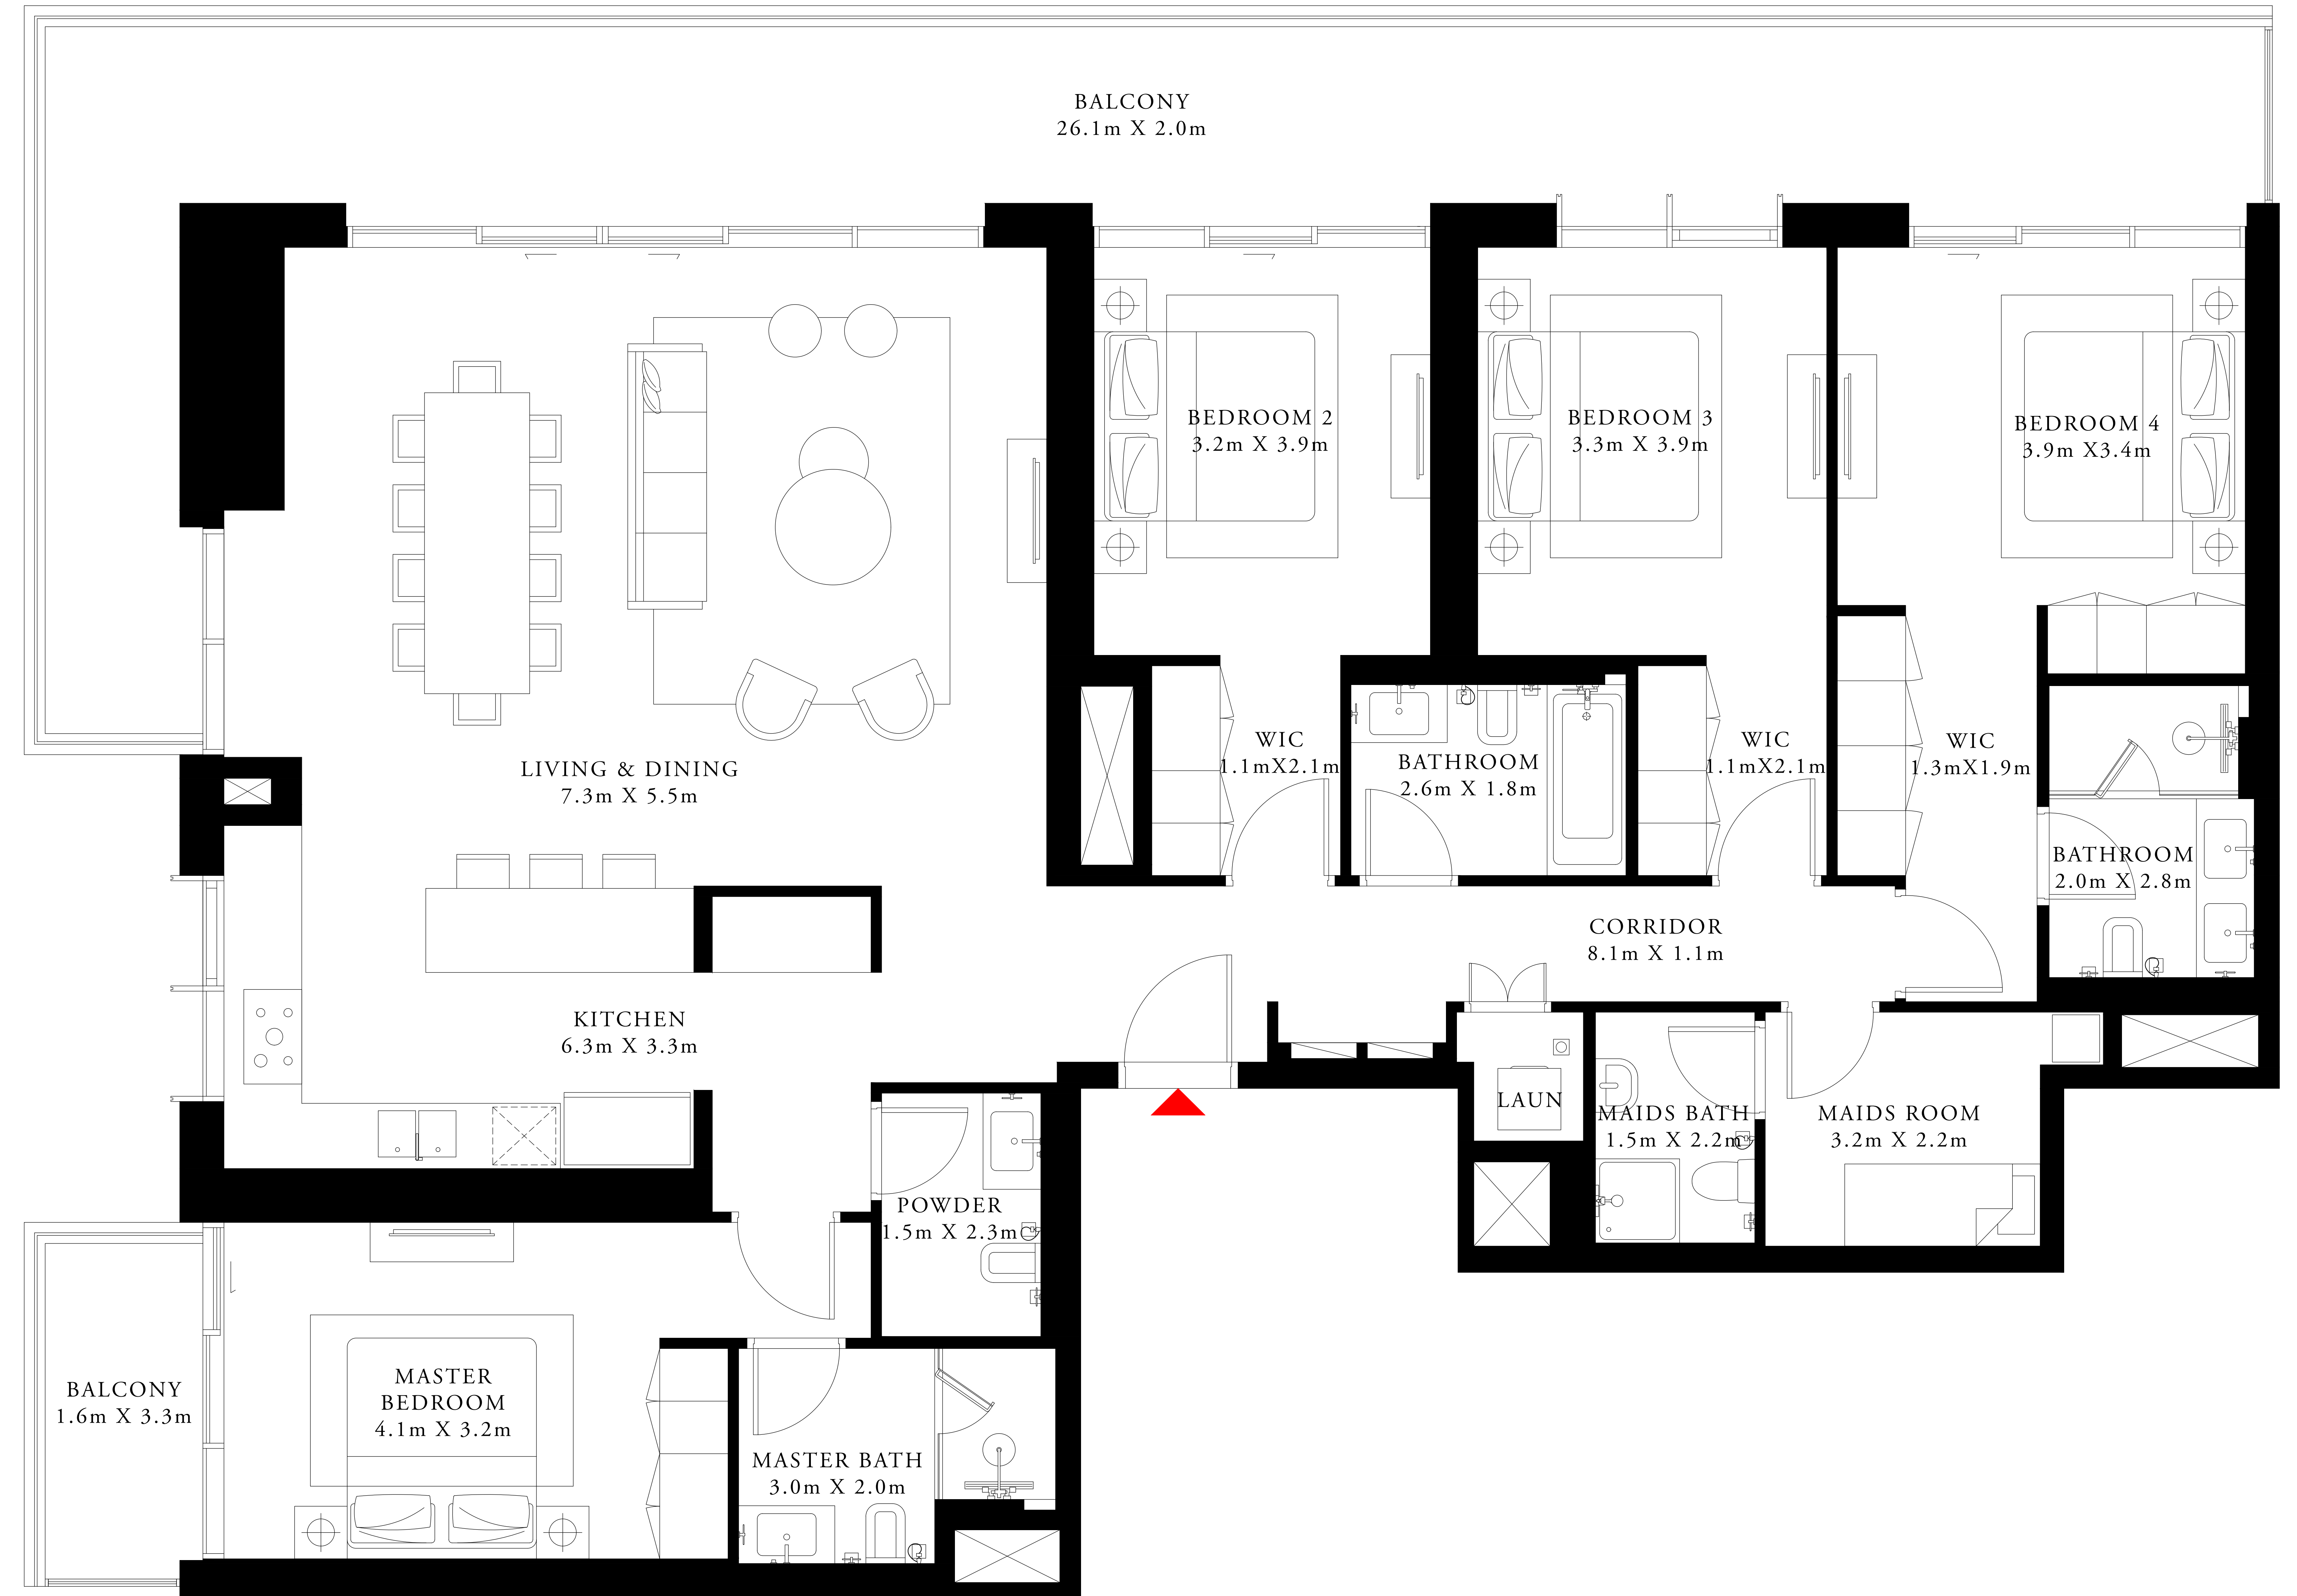 BALCONY
26.1m X 2.0m
BEDROOM 2
3.2m X 3.9m
BEDROOM 3
3.3m X 3.9m
BEDROOM 4
3.9m X3.4m
LIVING & DINING
7.3m X 5.5m
WIC
1.1mX2.1m
BATHROOM
2.6m X 1.8m
WIC
1.1mX2.1m
WIC
1.3mX1.9m
BATHROOM
2.0m X 2.8m
CORRIDOR
8.1m X 1.1m
KITCHEN
6.3m X 3.3m
LAUN
MAIDS BATH
1.5m X 2.2m
MAIDS ROOM
3.2m X 2.2m
POWDER
1.5m X 2.3m
BALCONY
1.6m X 3.3m
MASTER
BEDROOM
4.1m X 3.2m
MASTER BATH
3.0m X 2.0m